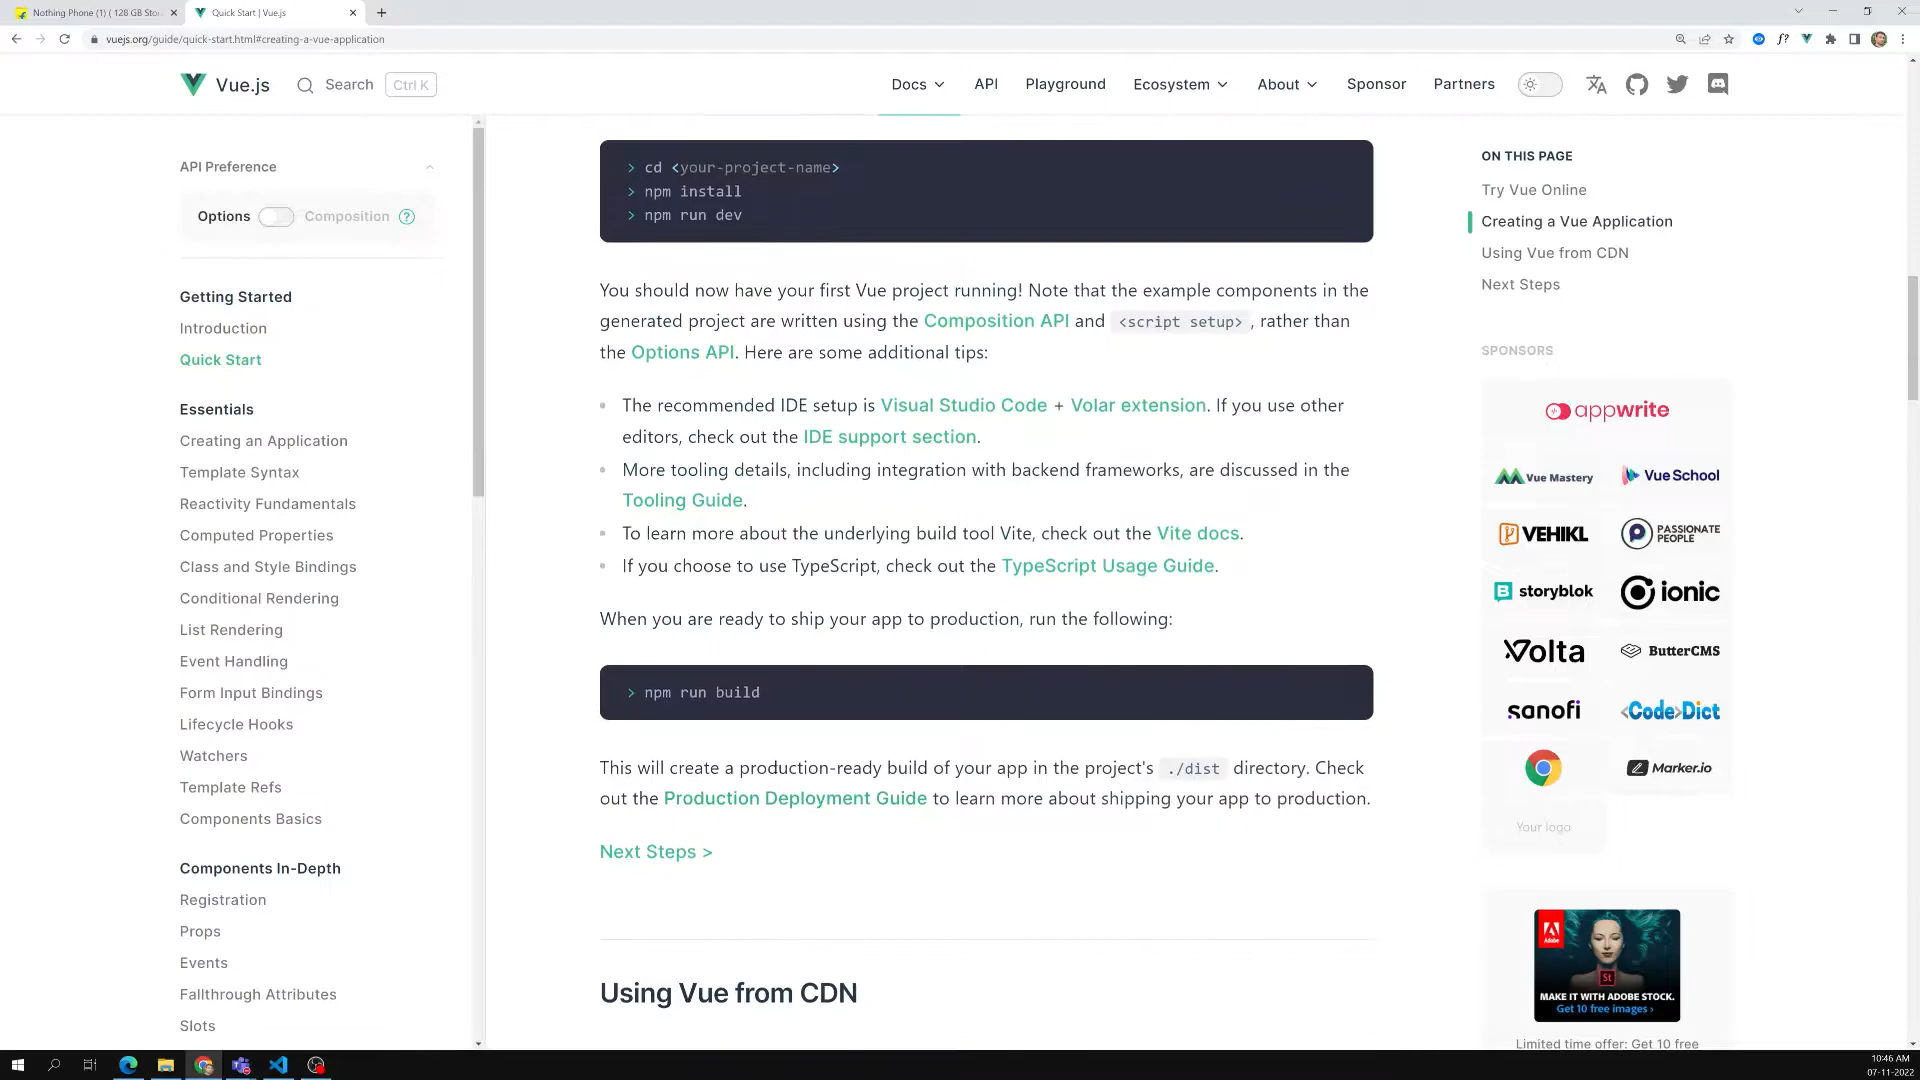 Nothing Phone (1) ( 128 GB Stor
Quick Start | Vue.js
vuejs.org/guide/quick-start.html#creating-a-vue-application
Vue.js
Search
Ctrl K
Docs
API
Playground
Ecosystem
About
Sponsor
Partners
API Preference
Options
Composition
?
Getting Started
Introduction
Quick Start
Essentials
Creating an Application
Template Syntax
Reactivity Fundamentals
Computed Properties
Class and Style Bindings
Conditional Rendering
List Rendering
Event Handling
Form Input Bindings
Lifecycle Hooks
Watchers
Template Refs
Components Basics
Components In-Depth
Registration
Props
Events
Fallthrough Attributes
Slots
> cd <your-project-name>
> npm install
> npm run dev
You should now have your first Vue project running! Note that the example components in the
generated project are written using the Composition API and <script setup> , rather than
the Options API. Here are some additional tips:
The recommended IDE setup is Visual Studio Code + Volar extension. If you use other
editors, check out the IDE support section.
More tooling details, including integration with backend frameworks, are discussed in the
Tooling Guide.
To learn more about the underlying build tool Vite, check out the Vite docs.
If you choose to use TypeScript, check out the TypeScript Usage Guide.
When you are ready to ship your app to production, run the following:
> npm run build
This will create a production-ready build of your app in the project's ./dist directory. Check
out the Production Deployment Guide to learn more about shipping your app to production.
Next Steps >
Using Vue from CDN
ON THIS PAGE
Try Vue Online
Creating a Vue Application
Using Vue from CDN
Next Steps
SPONSORS
appwrite
Vue Mastery
Vue School
VEHIKL
PASSIONATE
PEOPLE
storyblok
ionic
Volta
ButterCMS
sanofi
<Code>Dict
Marker.io
Your logo
Adobe
St
MAKE IT WITH ADOBE STOCK.
Get 10 free images ›
Limited time offer: Get 10 free
10:46 AM
07-11-2022